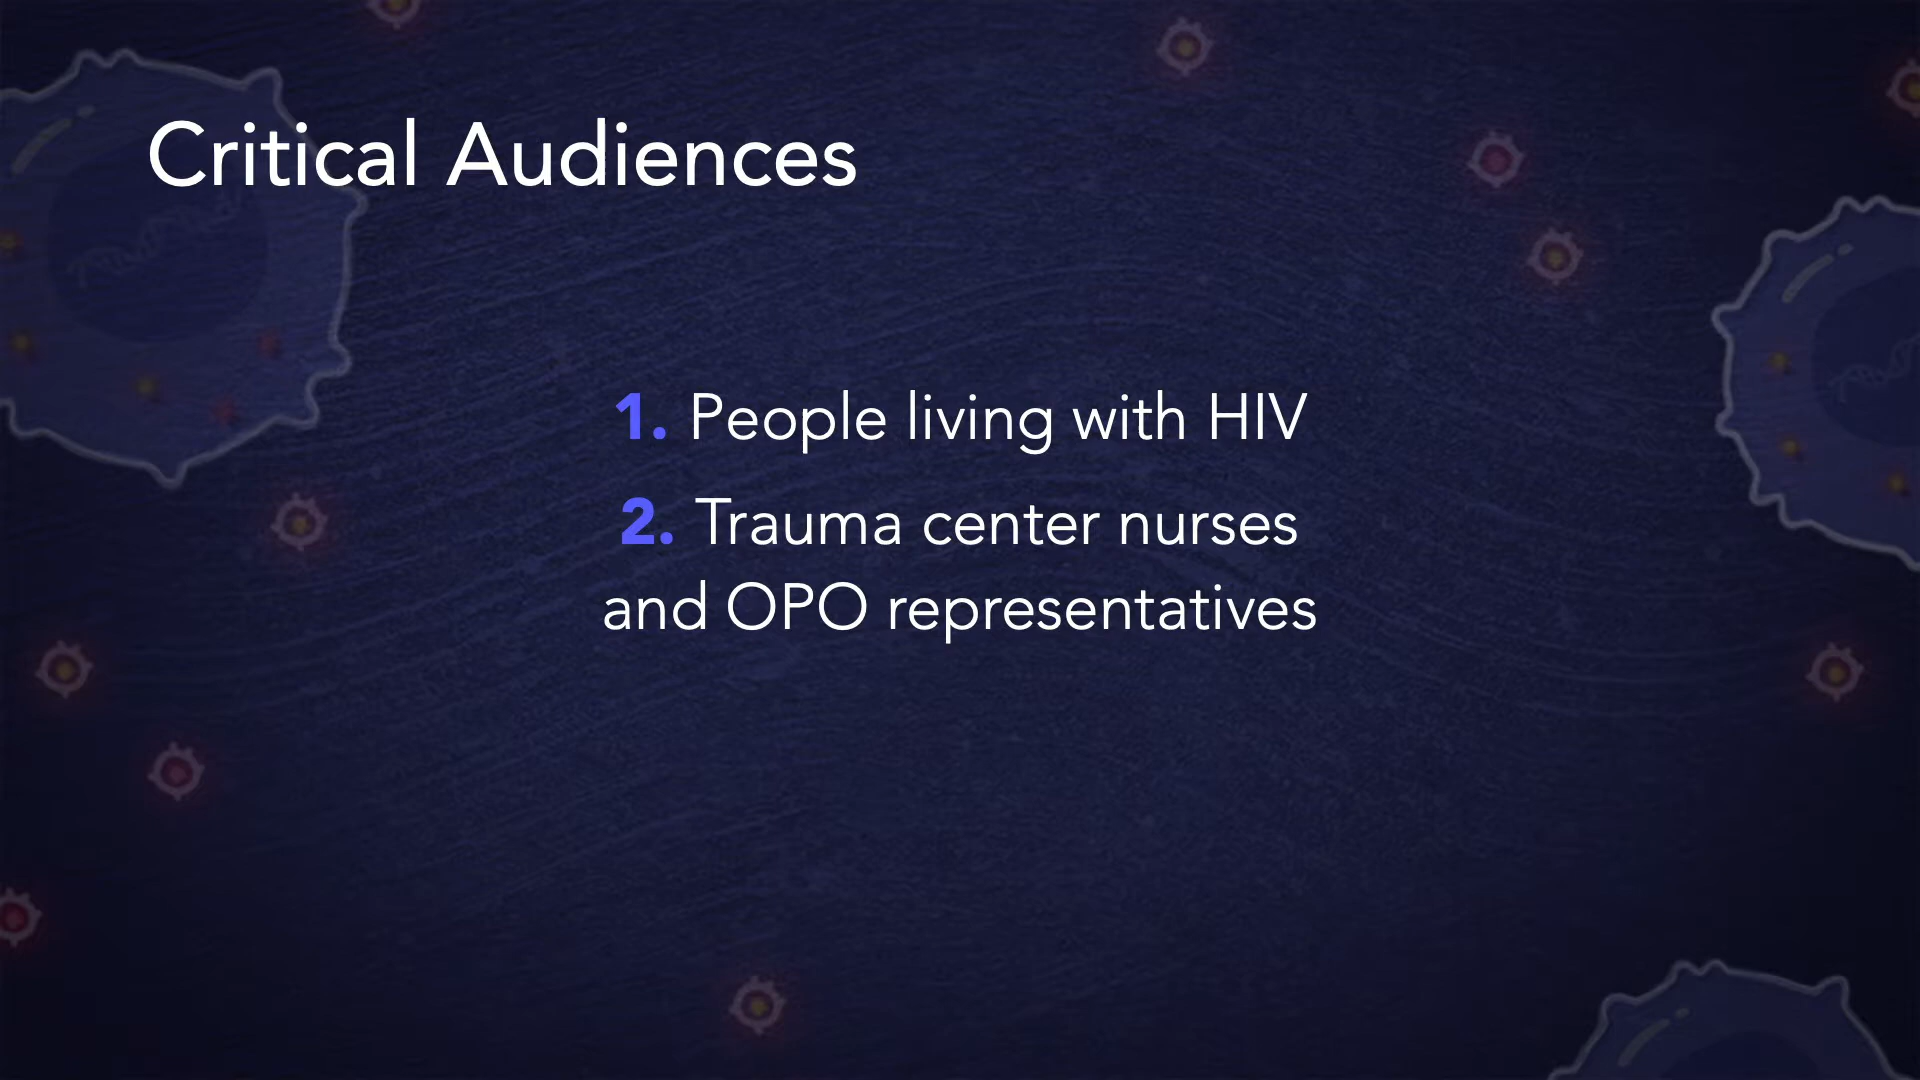 Critical Audiences
1. People living with HIV
2. Trauma center nurses
and OPO representatives